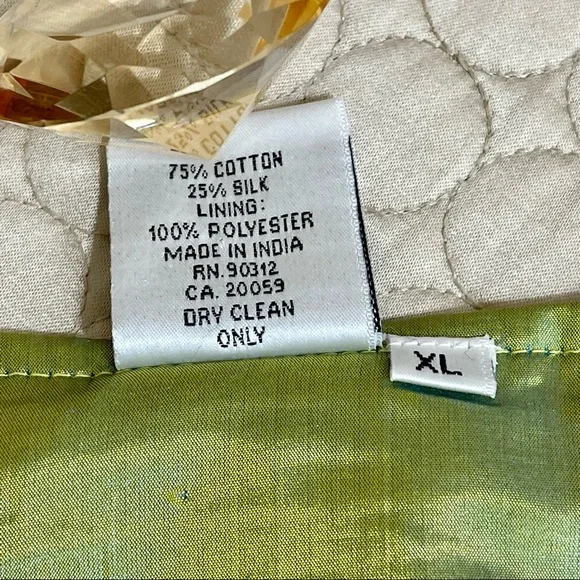 75% COTTON
25% SILK
LINING:
100% POLYESTER
MADE IN INDIA
RN. 90312
CA. 20059
DRY CLEAN
ONLY
XL